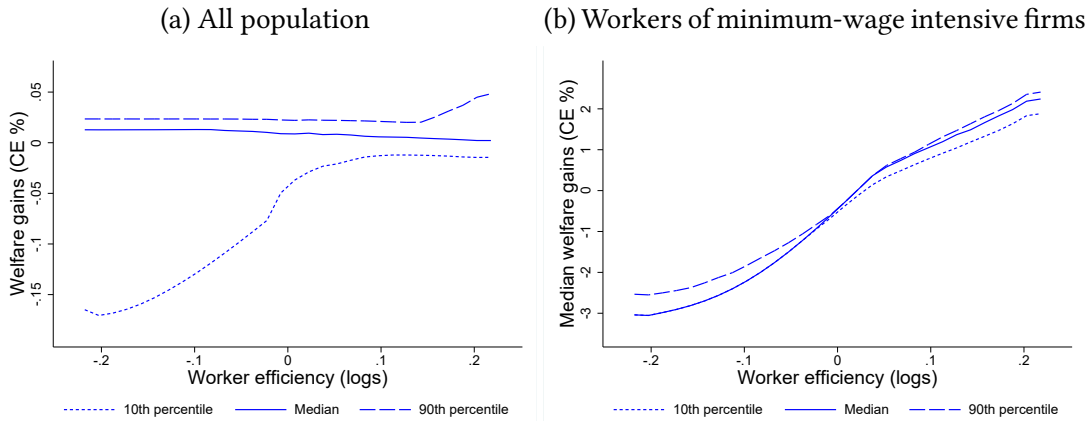 (a) All population
Welfare gains (CE %)
.05
0
-.05
-.1
-.15
-.2
-.1
0
.1
.2
Worker efficiency (logs)
10th percentile
Median
90th percentile
(b) Workers of minimum-wage intensive firms
Median welfare gains (CE %)
2
1
0
-1
-2
-3
-.2
-.1
0
.1
.2
Worker efficiency (logs)
10th percentile
Median
90th percentile